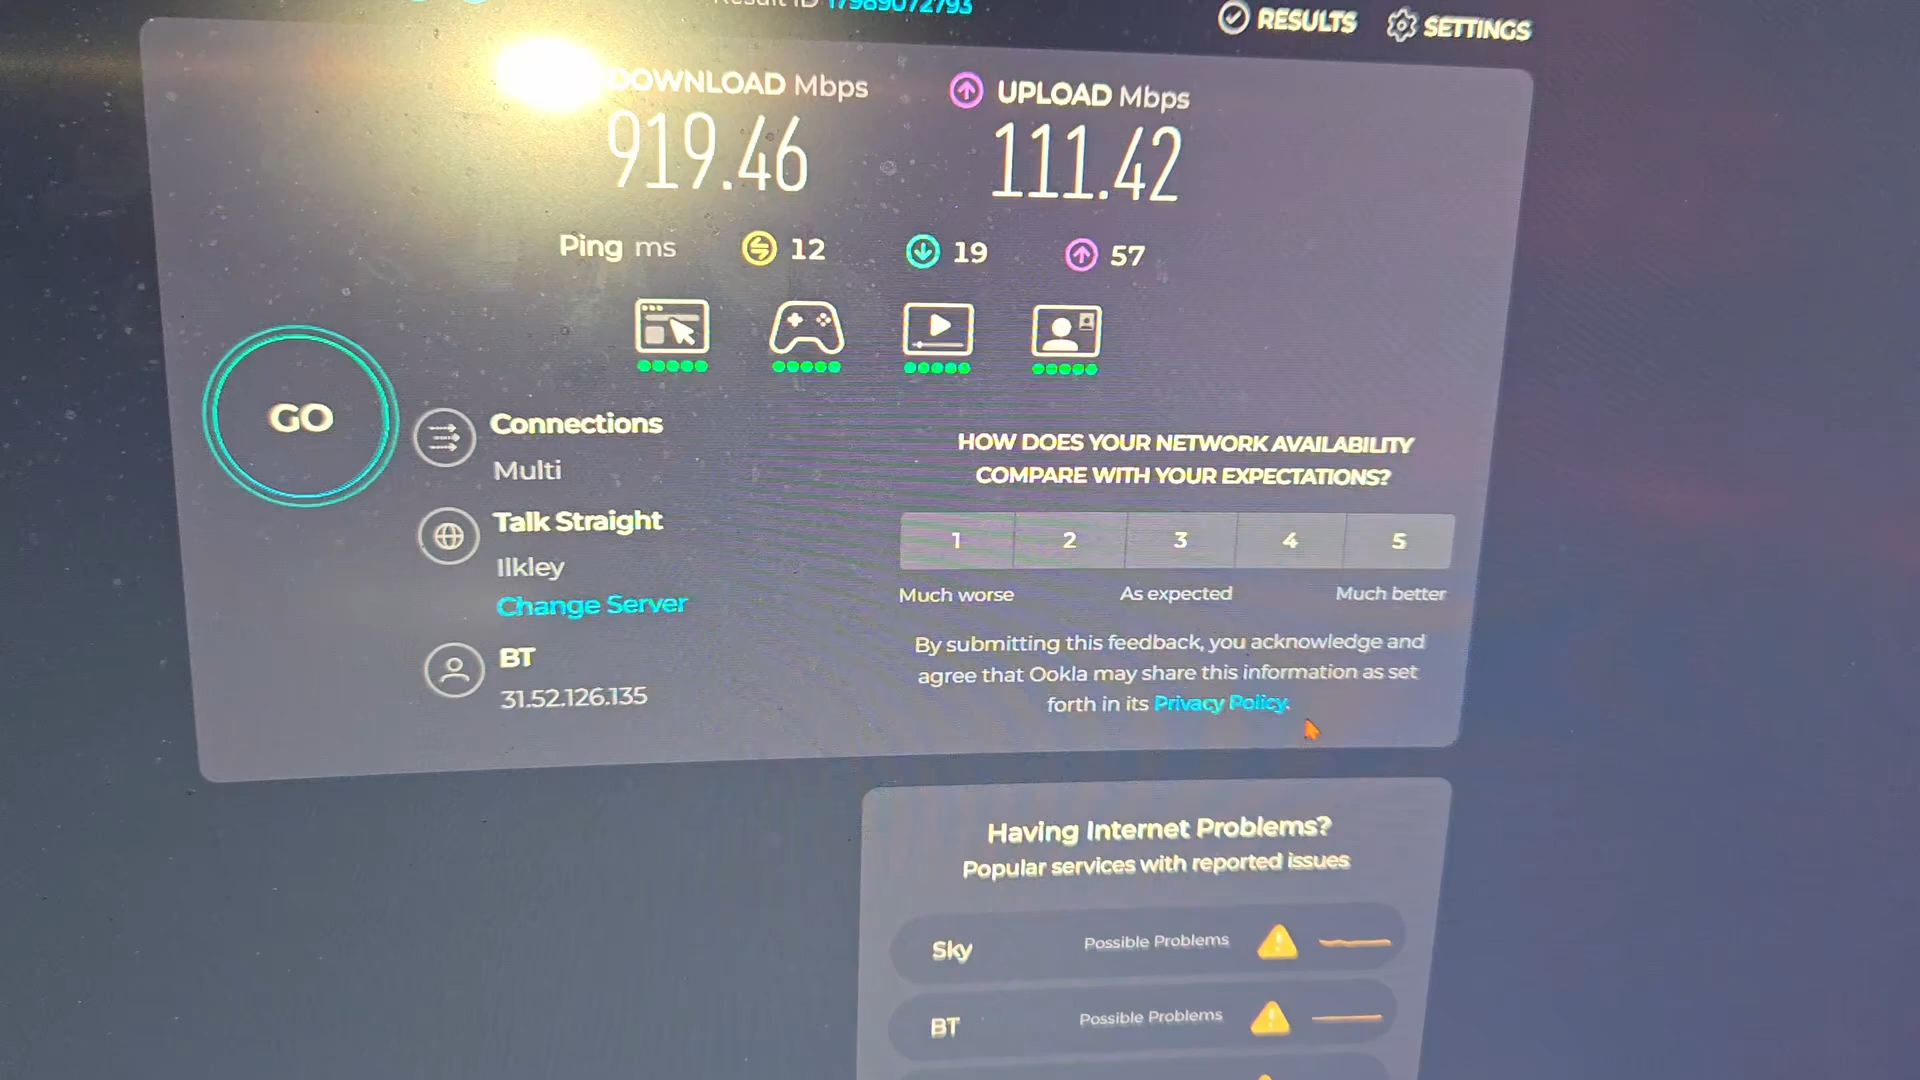 Result ID 17989072793
RESULTS SETTINGS
DOWNLOAD Mbps
919.46
UPLOAD Mbps
111.42
Ping ms 12 19 57
GO
Connections
Multi
Talk Straight
Ilkley
Change Server
BT
31.52.126.135
HOW DOES YOUR NETWORK AVAILABILITY
COMPARE WITH YOUR EXPECTATIONS?
1 2 3 4 5
Much worse As expected Much better
By submitting this feedback, you acknowledge and
agree that Ookla may share this information as set
forth in its Privacy Policy.
Having Internet Problems?
Popular services with reported issues
Sky Possible Problems
BT Possible Problems